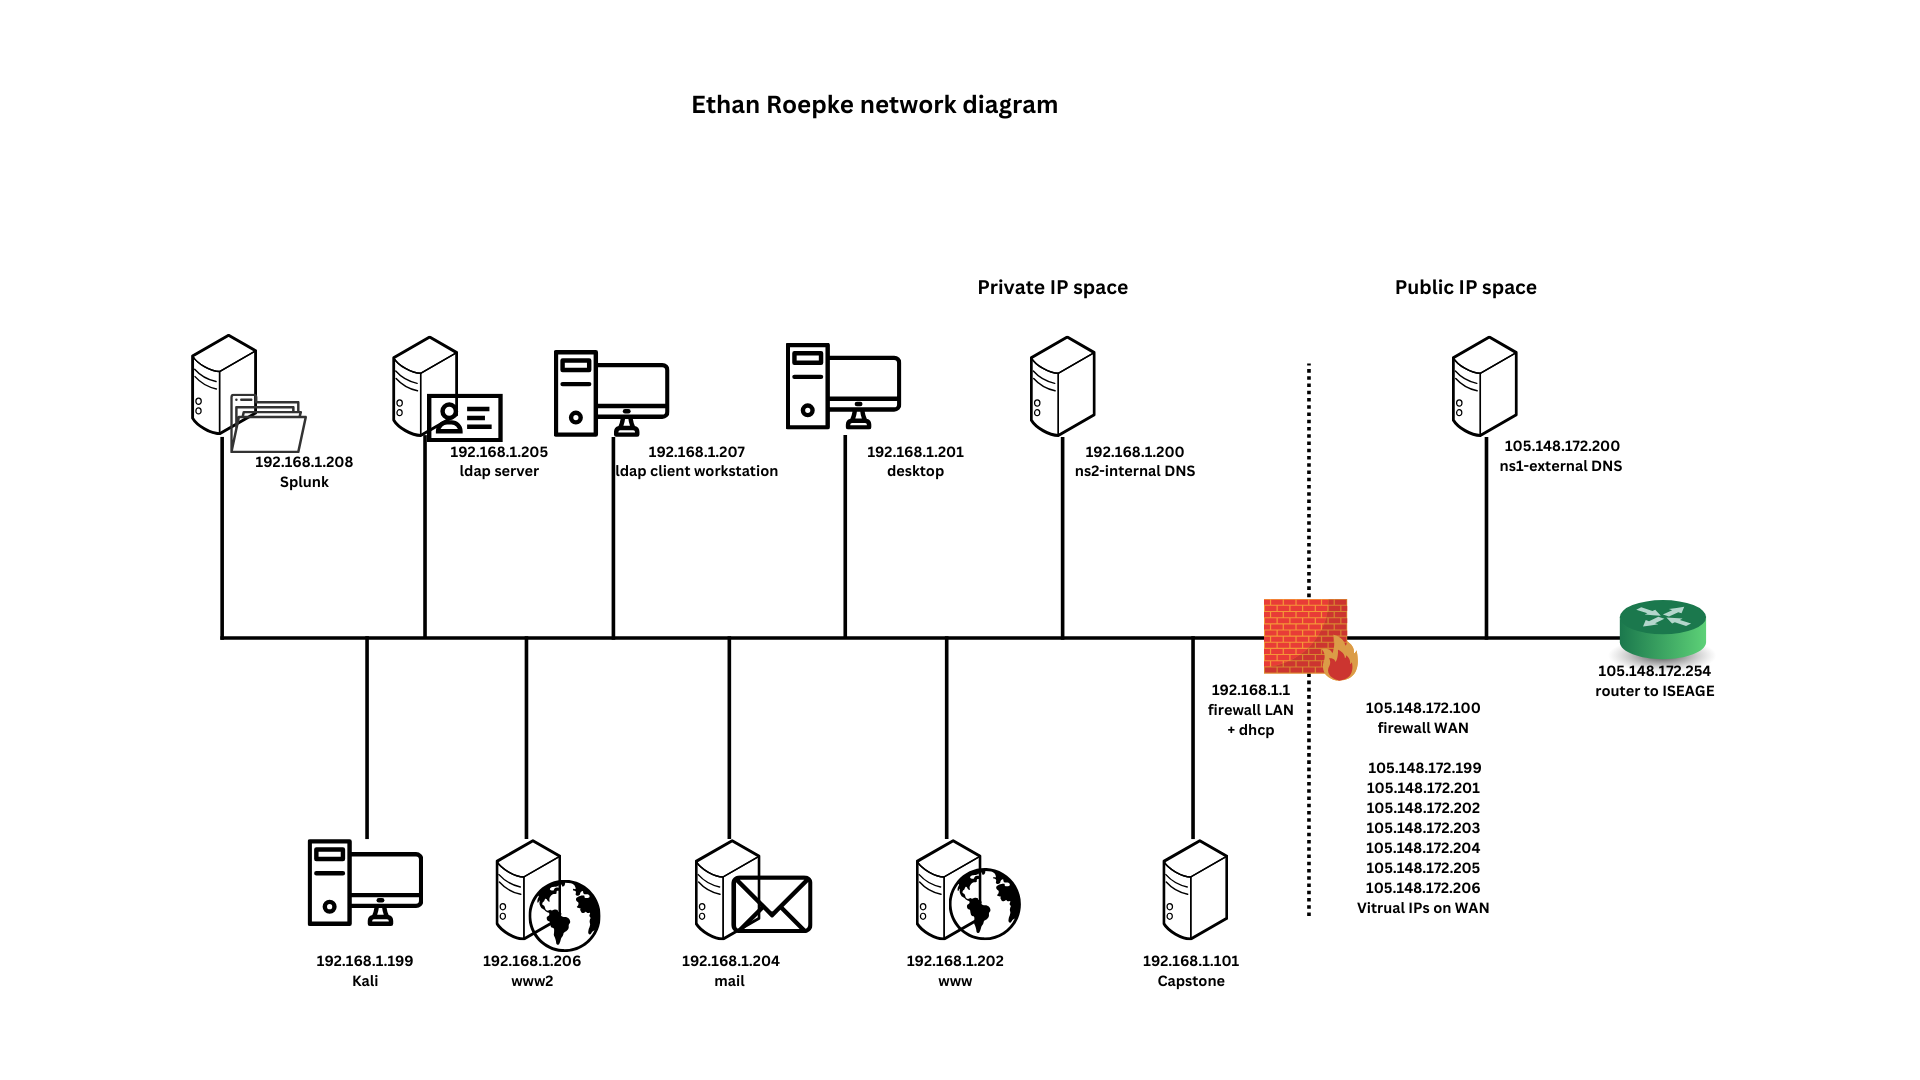 Ethan Roepke network diagram
Private IP space
Public IP space
192.168.1.208
Splunk
192.168.1.205
ldap server
192.168.1.207
ldap client workstation
192.168.1.201
desktop
192.168.1.200
ns2-internal DNS
105.148.172.200
ns1-external DNS
192.168.1.1
firewall LAN
+ dhcp
105.148.172.100
firewall WAN
105.148.172.199
105.148.172.201
105.148.172.202
105.148.172.203
105.148.172.204
105.148.172.205
105.148.172.206
Vitrual IPs on WAN
105.148.172.254
router to ISEAGE
192.168.1.199
Kali
192.168.1.206
www2
192.168.1.204
mail
192.168.1.202
www
192.168.1.101
Capstone